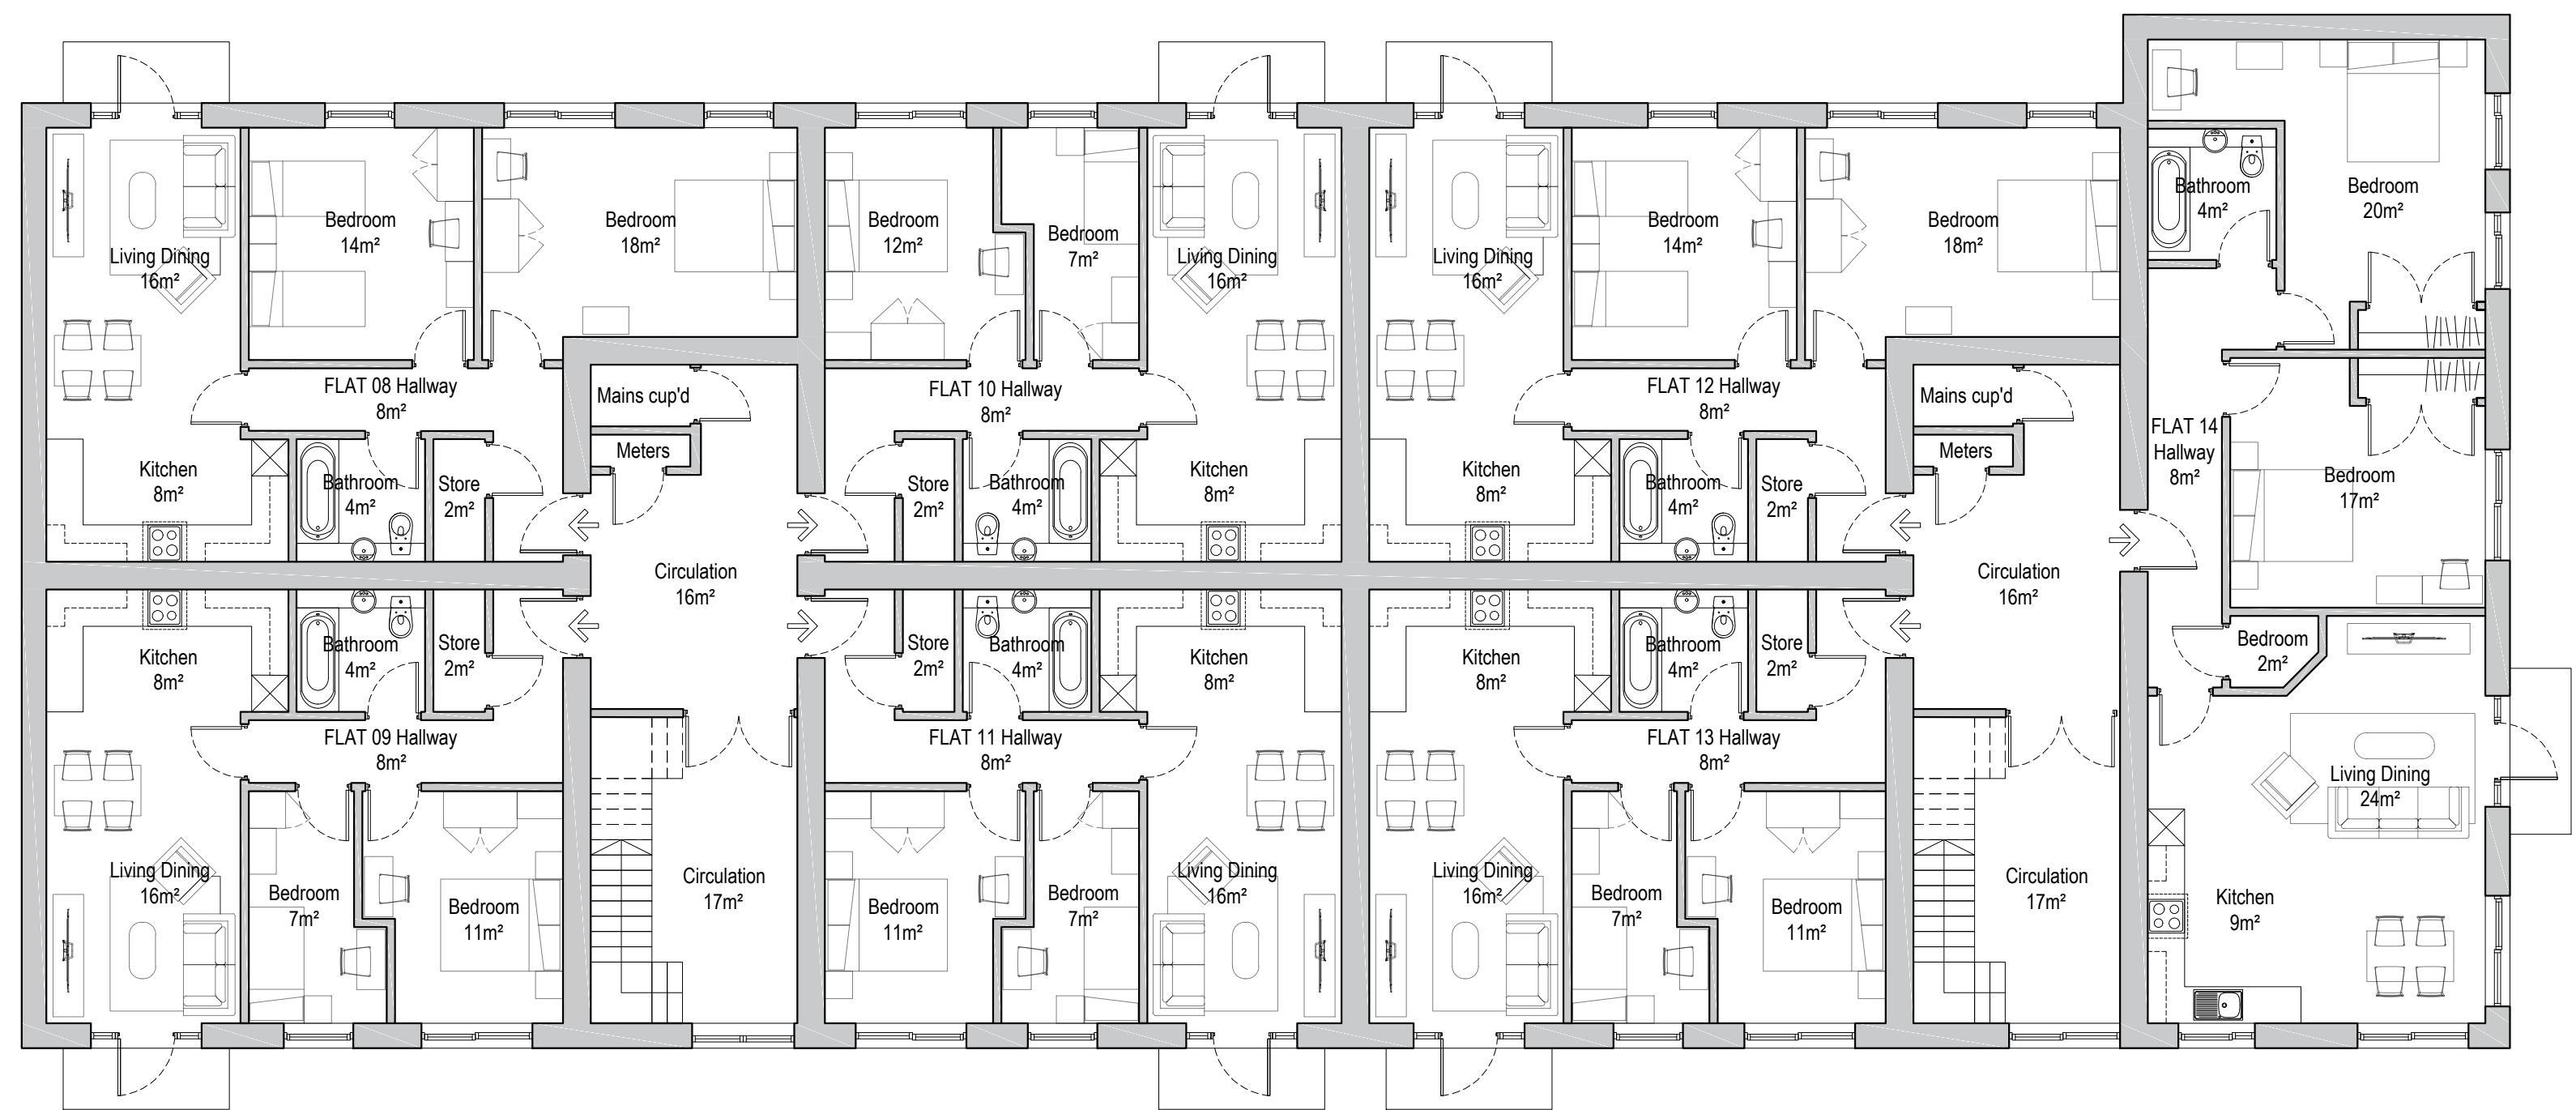 Living Dining
16m²
Bedroom
14m²
Bedroom
18m²
FLAT 08 Hallway
8m²
Kitchen
8m²
Bathroom
4m²
Store
2m²
Mains cup'd
Meters
Circulation
16m²
Bedroom
12m²
Bedroom
7m²
Living Dining
16m²
FLAT 10 Hallway
8m²
Store
2m²
Bathroom
4m²
Kitchen
8m²
Living Dining
16m²
Bedroom
14m²
Bedroom
18m²
FLAT 12 Hallway
8m²
Kitchen
8m²
Bathroom
4m²
Store
2m²
Mains cup'd
Meters
Circulation
16m²
Bathroom
4m²
Bedroom
20m²
FLAT 14
Hallway
8m²
Bedroom
17m²
Kitchen
8m²
Bathroom
4m²
Store
2m²
FLAT 09 Hallway
8m²
Living Dining
16m²
Bedroom
7m²
Bedroom
11m²
Circulation
17m²
Store
2m²
Bathroom
4m²
Kitchen
8m²
FLAT 11 Hallway
8m²
Bedroom
11m²
Bedroom
7m²
Living Dining
16m²
Kitchen
8m²
Bathroom
4m²
Store
2m²
FLAT 13 Hallway
8m²
Living Dining
16m²
Bedroom
7m²
Bedroom
11m²
Circulation
17m²
Bedroom
2m²
Living Dining
24m²
Kitchen
9m²